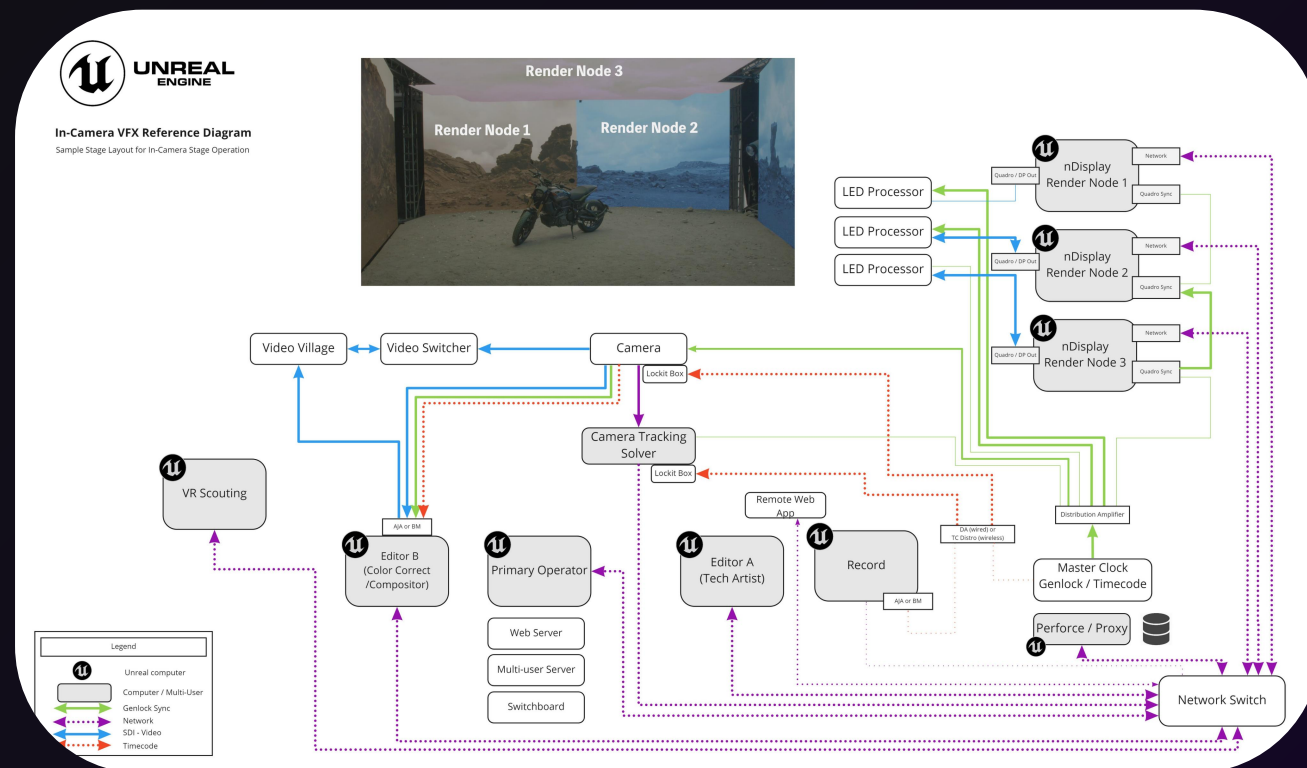 UNREAL
ENGINE
In-Camera VFX Reference Diagram
Sample Stage Layout for In-Camera Stage Operation
Render Node 3
Render Node 1
Render Node 2
LED Processor
LED Processor
LED Processor
Quadro / DP Out
nDisplay
Render Node 1
Network
Quadro Sync
Quadro / DP Out
nDisplay
Render Node 2
Network
Quadro Sync
Quadro / DP Out
nDisplay
Render Node 3
Network
Quadro Sync
Video Village
Video Switcher
Camera
Lockit Box
Camera Tracking
Solver
Lockit Box
VR Scouting
AJA or BM
Editor B
(Color Correct
/Compositor)
Primary Operator
Web Server
Multi-user Server
Switchboard
Remote Web
App
Editor A
(Tech Artist)
Record
AJA or BM
DA (wired) or
TC Distro (wireless)
Distribution Amplifier
Master Clock
Genlock / Timecode
Perforce / Proxy
Network Switch
Legend
Unreal computer
Computer / Multi-User
Genlock Sync
Network
SDI - Video
Timecode